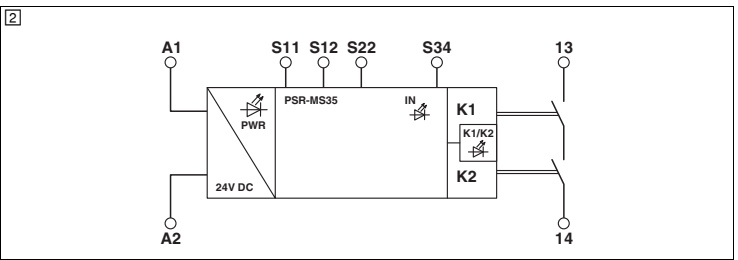 2
A1 S11 S12 S22 S34 13
PSR-MS35 IN K1
PWR K1/K2
24V DC K2
A2 14